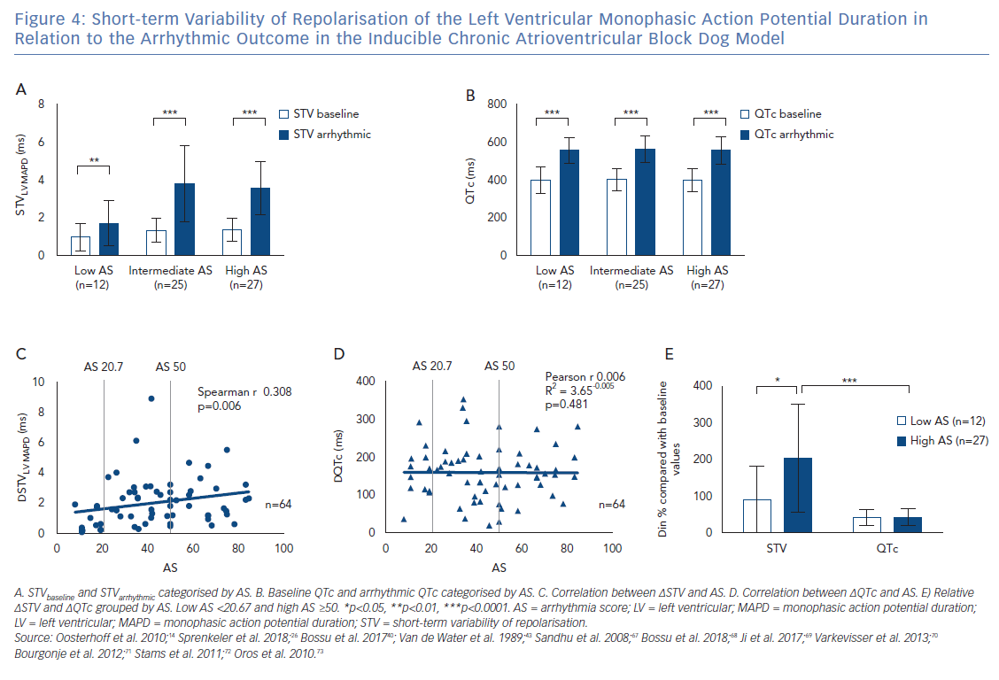 Figure 4: Short-term Variability of Repolarisation of the Left Ventricular Monophasic Action Potential Duration in
Relation to the Arrhythmic Outcome in the Inducible Chronic Atrioventricular Block Dog Model
A
STV_LVMAPD (ms)
8
6
4
2
0
**
***
***
STV baseline
STV arrhythmic
Low AS
(n=12)
Intermediate AS
(n=25)
High AS
(n=27)
B
QTc (ms)
800
600
400
200
0
***
***
***
QTc baseline
QTc arrhythmic
Low AS
(n=12)
Intermediate AS
(n=25)
High AS
(n=27)
C
AS 20.7
AS 50
DSTV_LVMAPD (ms)
10
8
6
4
2
0
Spearman r 0.308
p=0.006
n=64
0 20 40 60 80 100
AS
D
AS 20.7
AS 50
DQTc (ms)
400
300
200
100
0
Pearson r 0.006
R² = 3.65⁻⁰·⁰⁰⁵
p=0.481
n=64
0 20 40 60 80 100
AS
E
Din % compared with baseline
values
400
300
200
100
0
*
***
Low AS (n=12)
High AS (n=27)
STV
QTc
A. STVbaseline and STVarrhythmic categorised by AS. B. Baseline QTc and arrhythmic QTc categorised by AS. C. Correlation between ΔSTV and AS. D. Correlation between ΔQTc and AS. E) Relative
ΔSTV and ΔQTc grouped by AS. Low AS <20.67 and high AS ≥50. *p<0.05, **p<0.01, ***p<0.0001. AS = arrhythmia score; LV = left ventricular; MAPD = monophasic action potential duration;
LV = left ventricular; MAPD = monophasic action potential duration; STV = short-term variability of repolarisation.
Source: Oosterhoff et al. 2010;¹⁴ Sprenkeler et al. 2018;²⁶ Bossu et al. 2017⁴⁰; Van de Water et al. 1989;⁴³ Sandhu et al. 2008;⁶⁷ Bossu et al. 2018;⁶⁸ Ji et al. 2017;⁶⁹ Varkevisser et al. 2013;⁷⁰
Bourgonje et al. 2012;⁷¹ Stams et al. 2011;⁷² Oros et al. 2010.⁷³